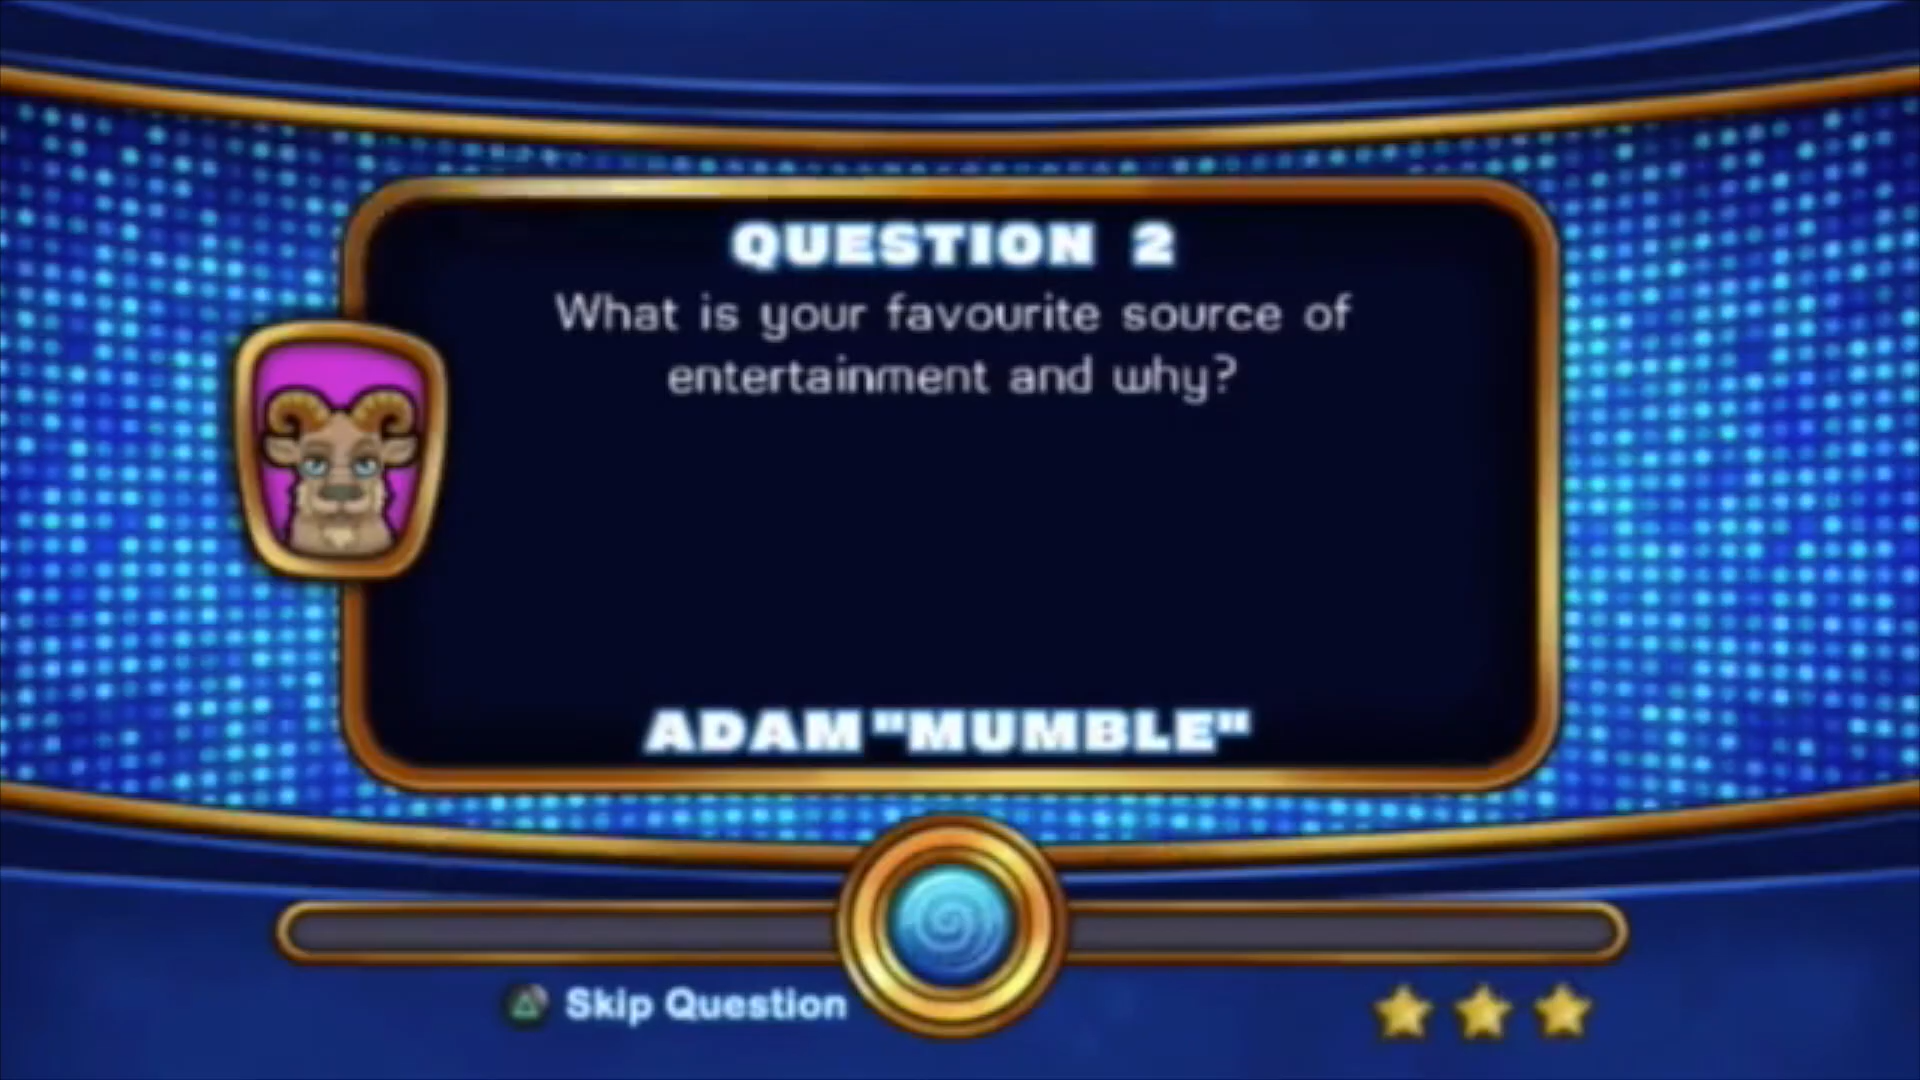 QUESTION 2
What is your favourite source of
entertainment and why?
ADAM "MUMBLE"
Skip Question